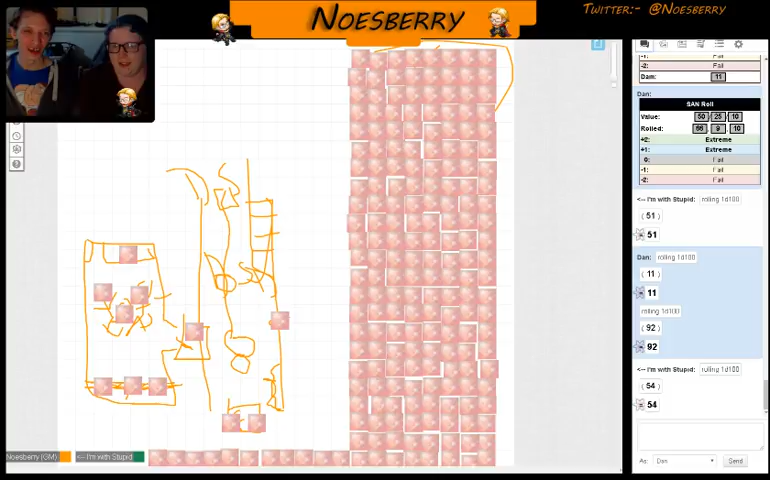 NOESBERRY
Twitter:- @Noesberry
-1: Fail
-2: Fail
Dam: 11
Dan:
SAN Roll
Value: 50 25 10
Rolled: 9 10
+2: Extreme
+1: Extreme
0: Fail
-1: Fail
-2: Fail
<-- I'm with Stupid: rolling 1d100
( 51 )
51
Dan: rolling 1d100
( 11 )
11
rolling 1d100
( 92 )
92
<-- I'm with Stupid: rolling 1d100
( 54 )
54
As: Dan Send
Noesberry (GM) <-- I'm with Stupid